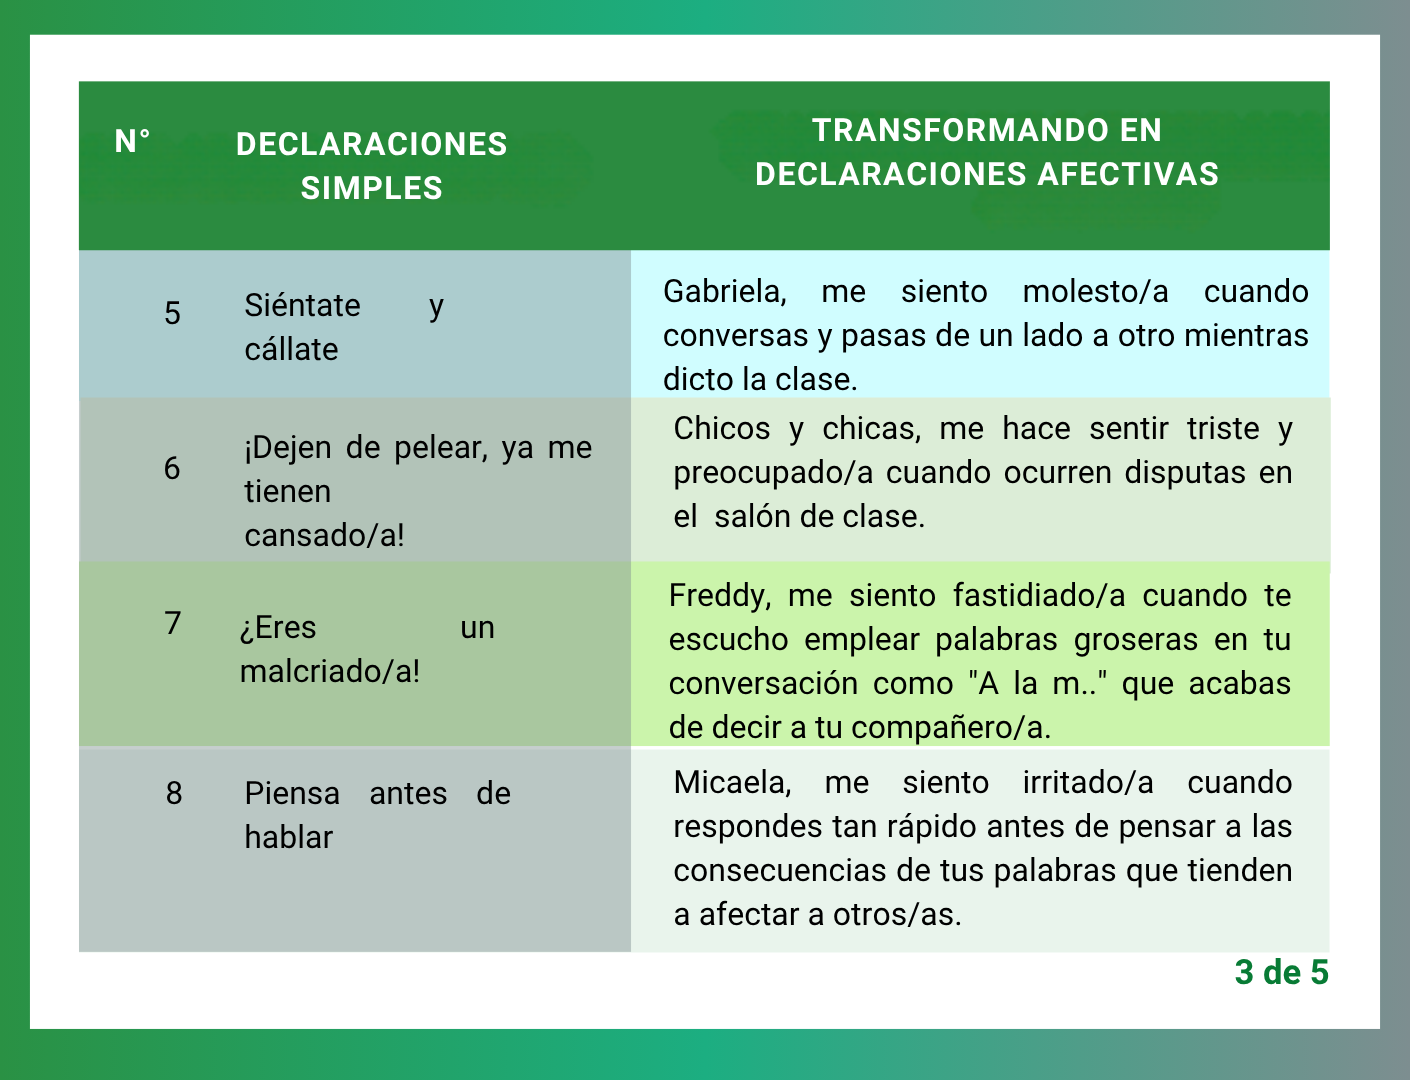 N°
DECLARACIONES
SIMPLES
TRANSFORMANDO EN
DECLARACIONES AFECTIVAS
5
Siéntate y
cállate
Gabriela, me siento molesto/a cuando
conversas y pasas de un lado a otro mientras
dicto la clase.
6
¡Dejen de pelear, ya me
tienen
cansado/a!
Chicos y chicas, me hace sentir triste y
preocupado/a cuando ocurren disputas en
el salón de clase.
7
¿Eres un
malcriado/a!
Freddy, me siento fastidiado/a cuando te
escucho emplear palabras groseras en tu
conversación como "A la m.." que acabas
de decir a tu compañero/a.
8
Piensa antes de
hablar
Micaela, me siento irritado/a cuando
respondes tan rápido antes de pensar a las
consecuencias de tus palabras que tienden
a afectar a otros/as.
3 de 5